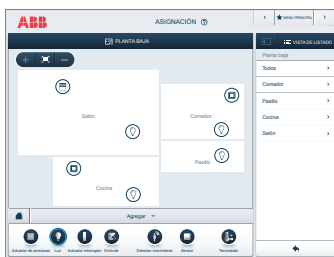 ABB
ASIGNACIÓN ?
MENÚ PRINCIPAL
PLANTA BAJA
VISTA DE LISTADO
Planta baja
Todos
Comedor
Pasillo
Cocina
Salón
Salón
Comedor
Pasillo
Cocina
Agregar
Actuador de persianas
Luz
Actuador interruptor
Enchufe
Detector movimiento
Sensor
Termostato